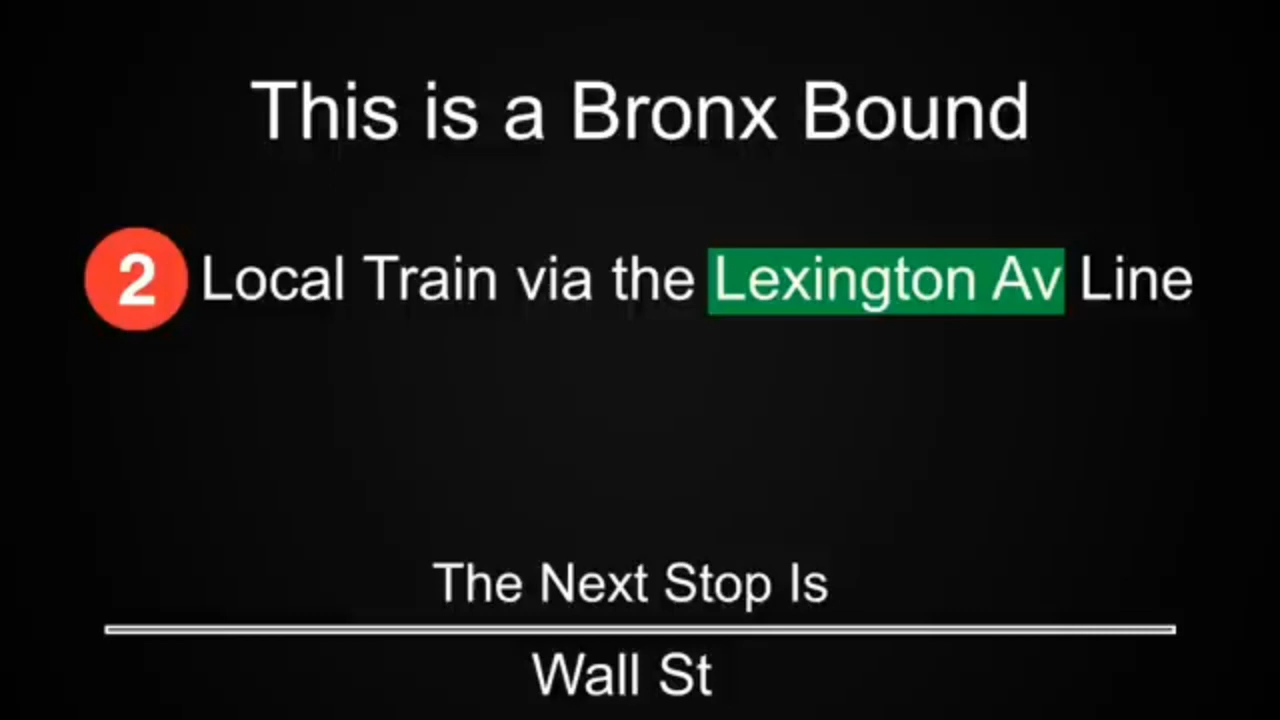 This is a Bronx Bound
2 Local Train via the Lexington Av Line
The Next Stop Is
Wall St